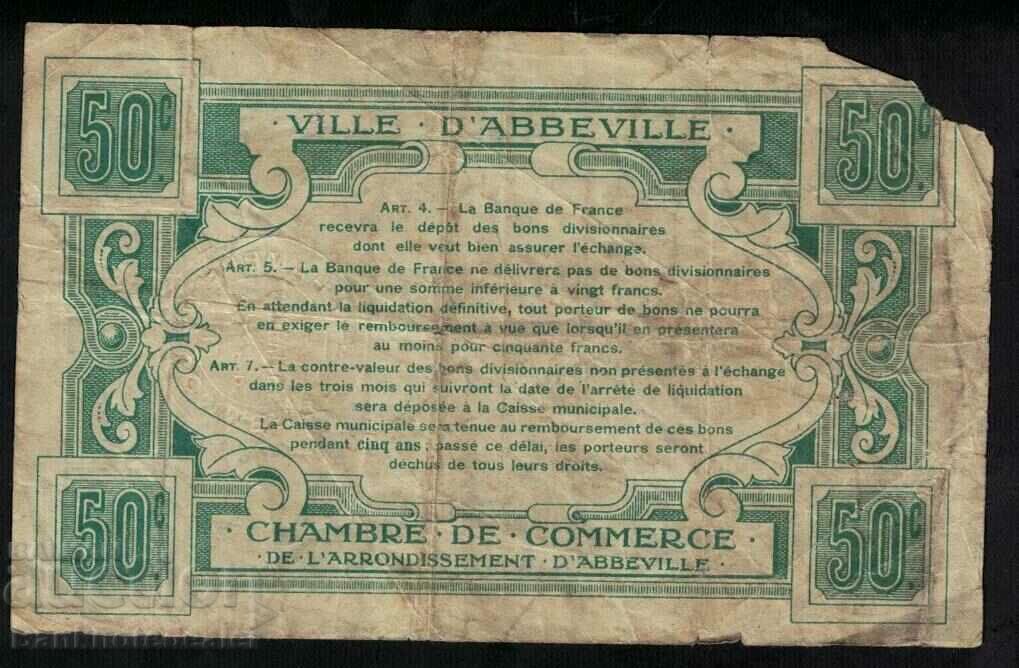 50c. 50c.
· VILLE · D'ABBEVILLE ·
ART. 4. — La Banque de France
recevra le dépôt des bons divisionnaires
dont elle veut bien assurer l'échange.
ART. 5. — La Banque de France ne délivrera pas de bons divisionnaires
pour une somme inférieure à vingt francs.
En attendant la liquidation définitive, tout porteur de bons ne pourra
en exiger le remboursement à vue que lorsqu'il en présentera
au moins pour cinquante francs.
ART. 7. — La contre-valeur des bons divisionnaires non présentés à l'échange
dans les trois mois qui suivront la date de l'arrête de liquidation
sera déposée à la Caisse municipale.
La Caisse municipale sera tenue au remboursement de ces bons
pendant cinq ans; passé ce délai, les porteurs seront
déchus de tous leurs droits.
50c. 50c.
· CHAMBRE · DE · COMMERCE ·
· DE · L'ARRONDISSEMENT · D'ABBEVILLE ·